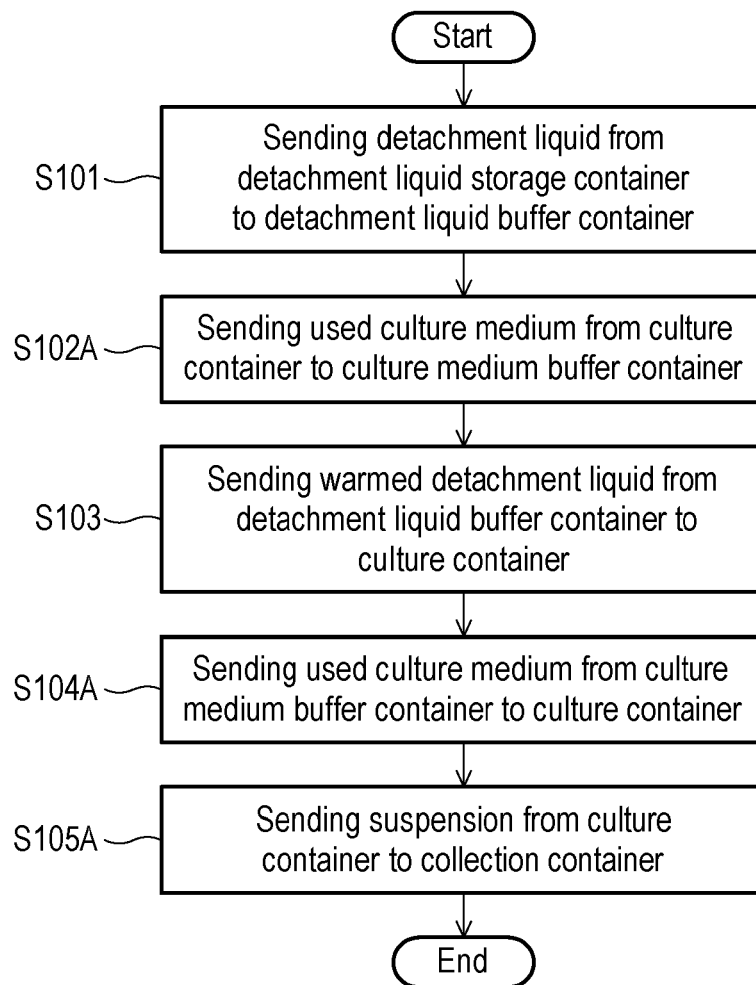 Start
S101
Sending detachment liquid from
detachment liquid storage container
to detachment liquid buffer container
S102A
Sending used culture medium from culture
container to culture medium buffer container
S103
Sending warmed detachment liquid from
detachment liquid buffer container to
culture container
S104A
Sending used culture medium from culture
medium buffer container to culture container
S105A
Sending suspension from culture
container to collection container
End